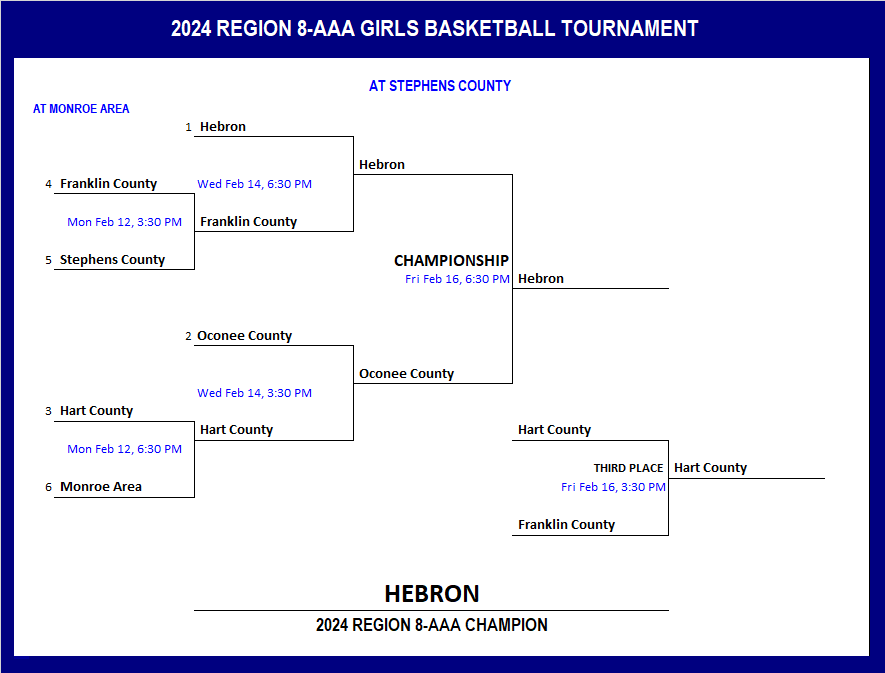 2024 REGION 8-AAA GIRLS BASKETBALL TOURNAMENT
AT STEPHENS COUNTY
AT MONROE AREA
1 Hebron
Hebron
4 Franklin County
Wed Feb 14, 6:30 PM
Mon Feb 12, 3:30 PM
Franklin County
5 Stephens County
CHAMPIONSHIP
Fri Feb 16, 6:30 PM
Hebron
2 Oconee County
Oconee County
Wed Feb 14, 3:30 PM
3 Hart County
Hart County
Mon Feb 12, 6:30 PM
6 Monroe Area
Hart County
THIRD PLACE
Fri Feb 16, 3:30 PM
Hart County
Franklin County
HEBRON
2024 REGION 8-AAA CHAMPION